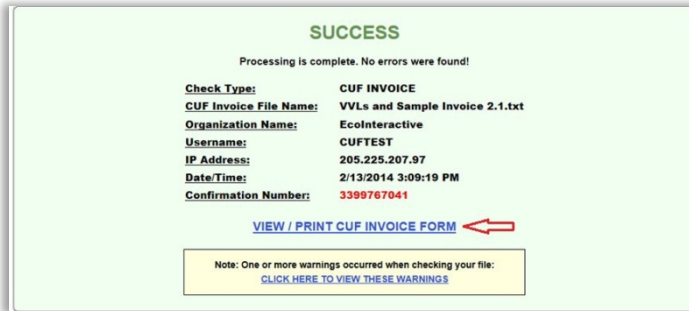 SUCCESS
Processing is complete. No errors were found!
Check Type: CUF INVOICE
CUF Invoice File Name: VVLs and Sample Invoice 2.1.txt
Organization Name: EcoInteractive
Username: CUFTEST
IP Address: 205.225.207.97
Date/Time: 2/13/2014 3:09:19 PM
Confirmation Number: 3399767041
VIEW / PRINT CUF INVOICE FORM
Note: One or more warnings occurred when checking your file:
CLICK HERE TO VIEW THESE WARNINGS